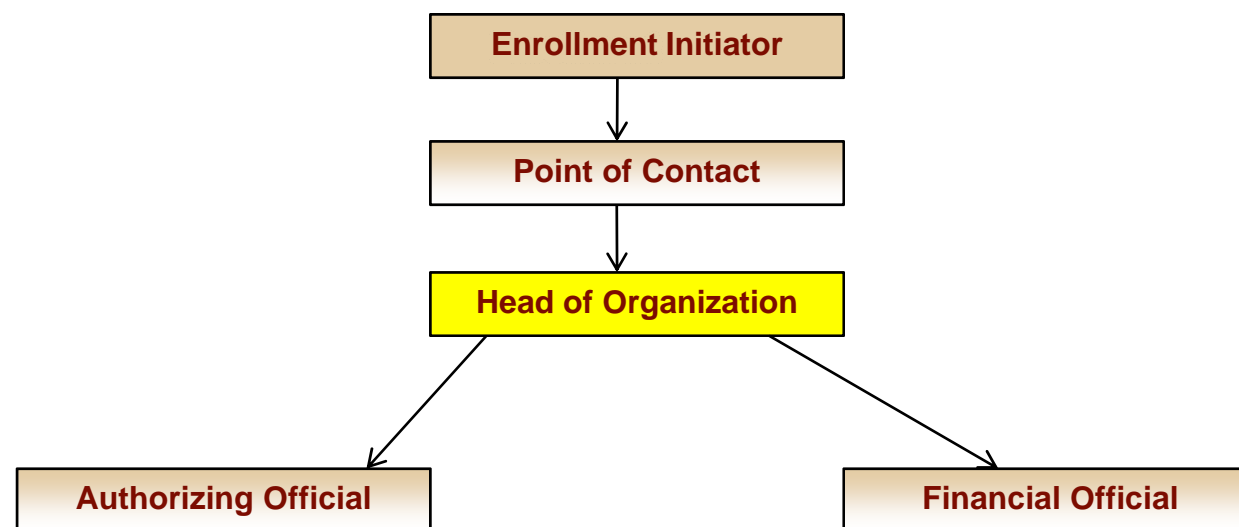 Enrollment Initiator
Point of Contact
Head of Organization
Authorizing Official
Financial Official